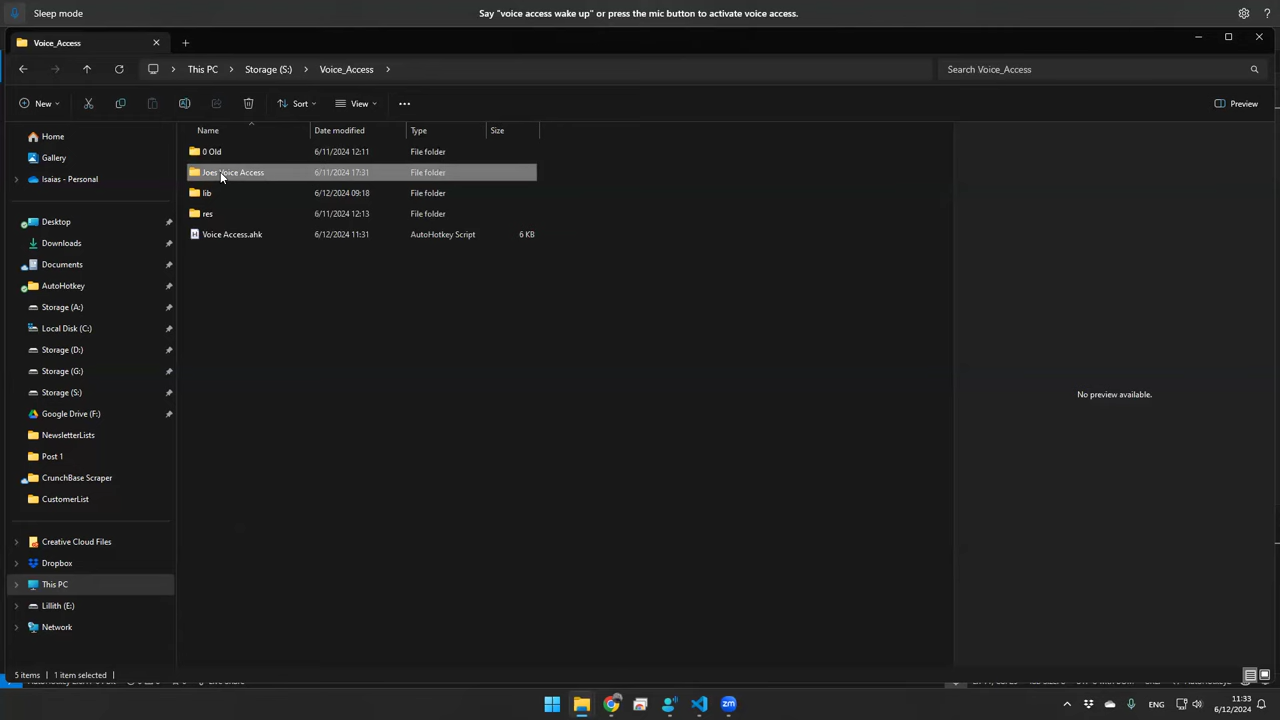 Sleep mode
Say "voice access wake up" or press the mic button to activate voice access.
Voice_Access
This PC
Storage (S:)
Voice_Access
Search Voice_Access
New
Sort
View
Preview
Name
Date modified
Type
Size
0 Old
6/11/2024 12:11
File folder
Joes Voice Access
6/11/2024 17:31
File folder
lib
6/12/2024 09:18
File folder
res
6/11/2024 12:13
File folder
Voice Access.ahk
6/12/2024 11:31
AutoHotkey Script
6 KB
Home
Gallery
Isaias - Personal
Desktop
Downloads
Documents
AutoHotkey
Storage (A:)
Local Disk (C:)
Storage (D:)
Storage (G:)
Storage (S:)
Google Drive (F:)
NewsletterLists
Post 1
CrunchBase Scraper
CustomerList
Creative Cloud Files
Dropbox
This PC
Lillith (E:)
Network
No preview available.
5 items
1 item selected
zm
ENG
11:33
6/12/2024